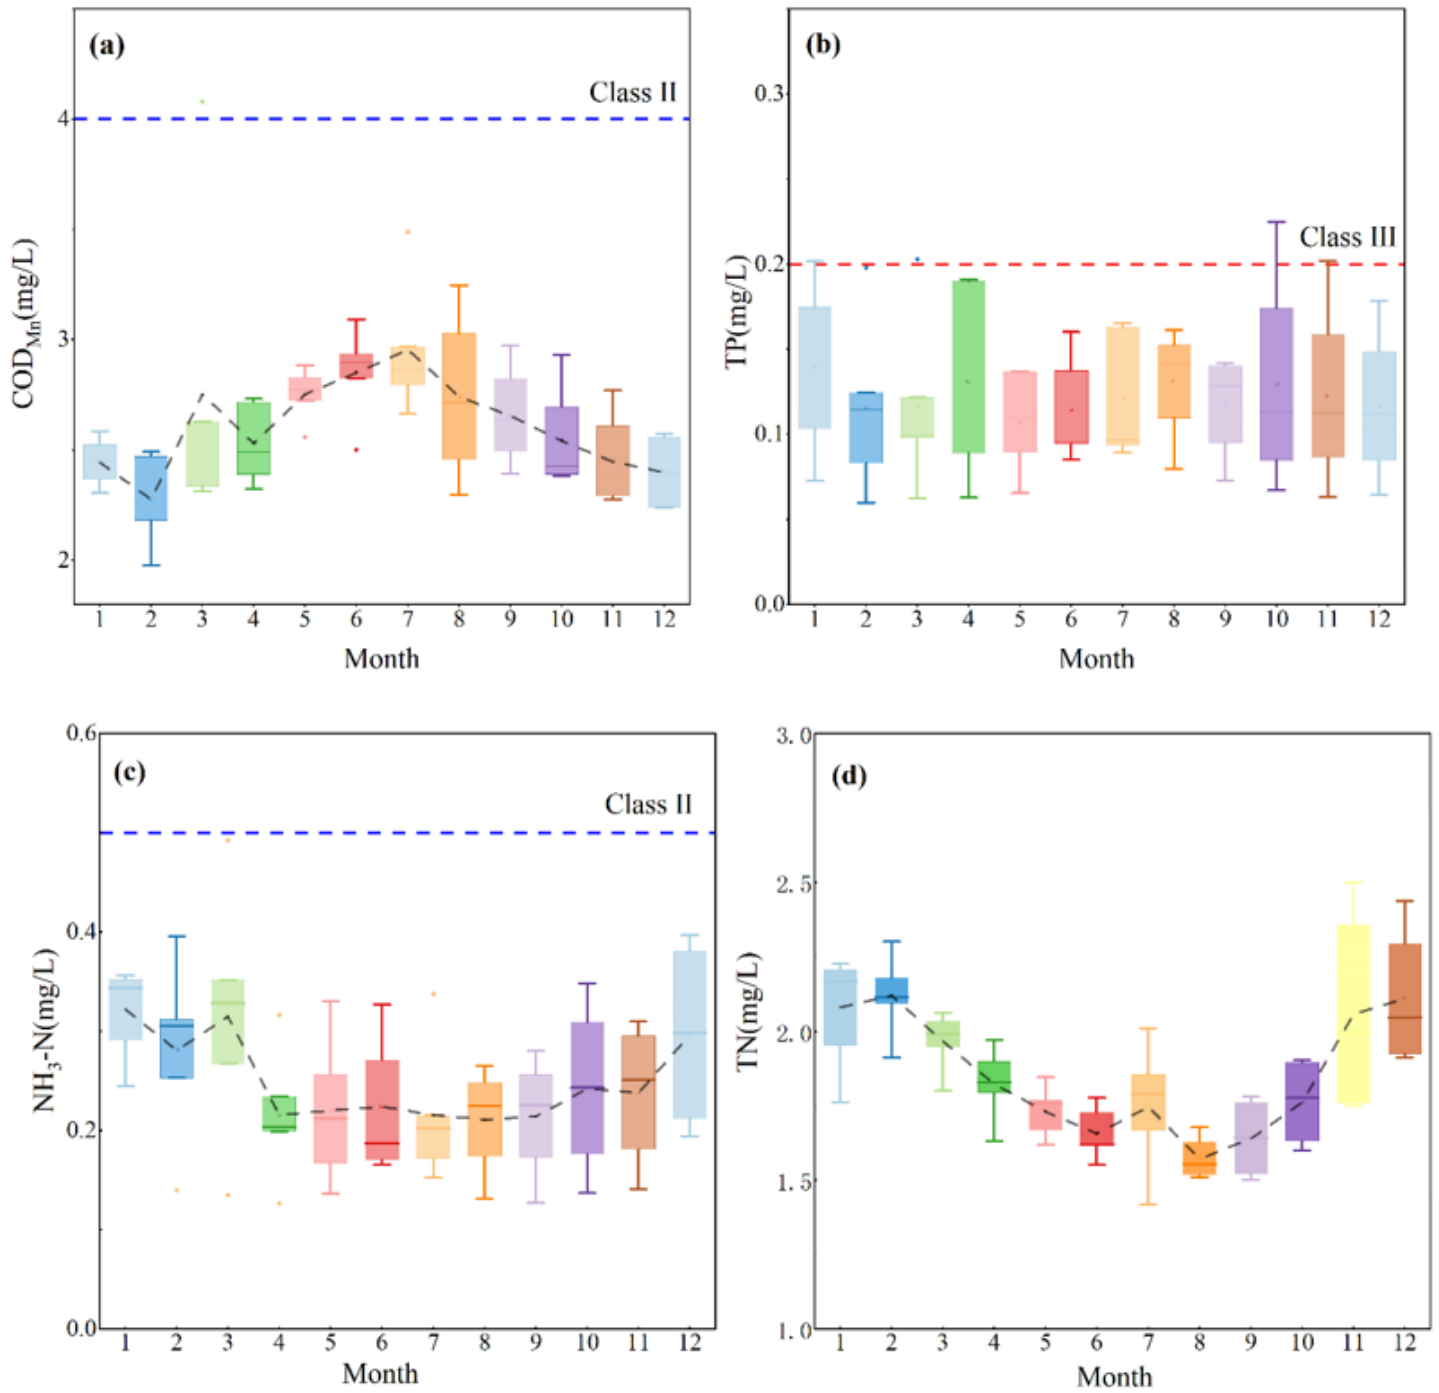 (a)
Class II
4
3
2
COD_Mn(mg/L)
1 2 3 4 5 6 7 8 9 10 11 12
Month
(b)
Class III
0.3
0.2
0.1
0.0
TP(mg/L)
1 2 3 4 5 6 7 8 9 10 11 12
Month
(c)
Class II
0.6
0.4
0.2
0.0
NH_3-N(mg/L)
1 2 3 4 5 6 7 8 9 10 11 12
Month
(d)
3.0
2.5
2.0
1.5
1.0
TN(mg/L)
1 2 3 4 5 6 7 8 9 10 11 12
Month